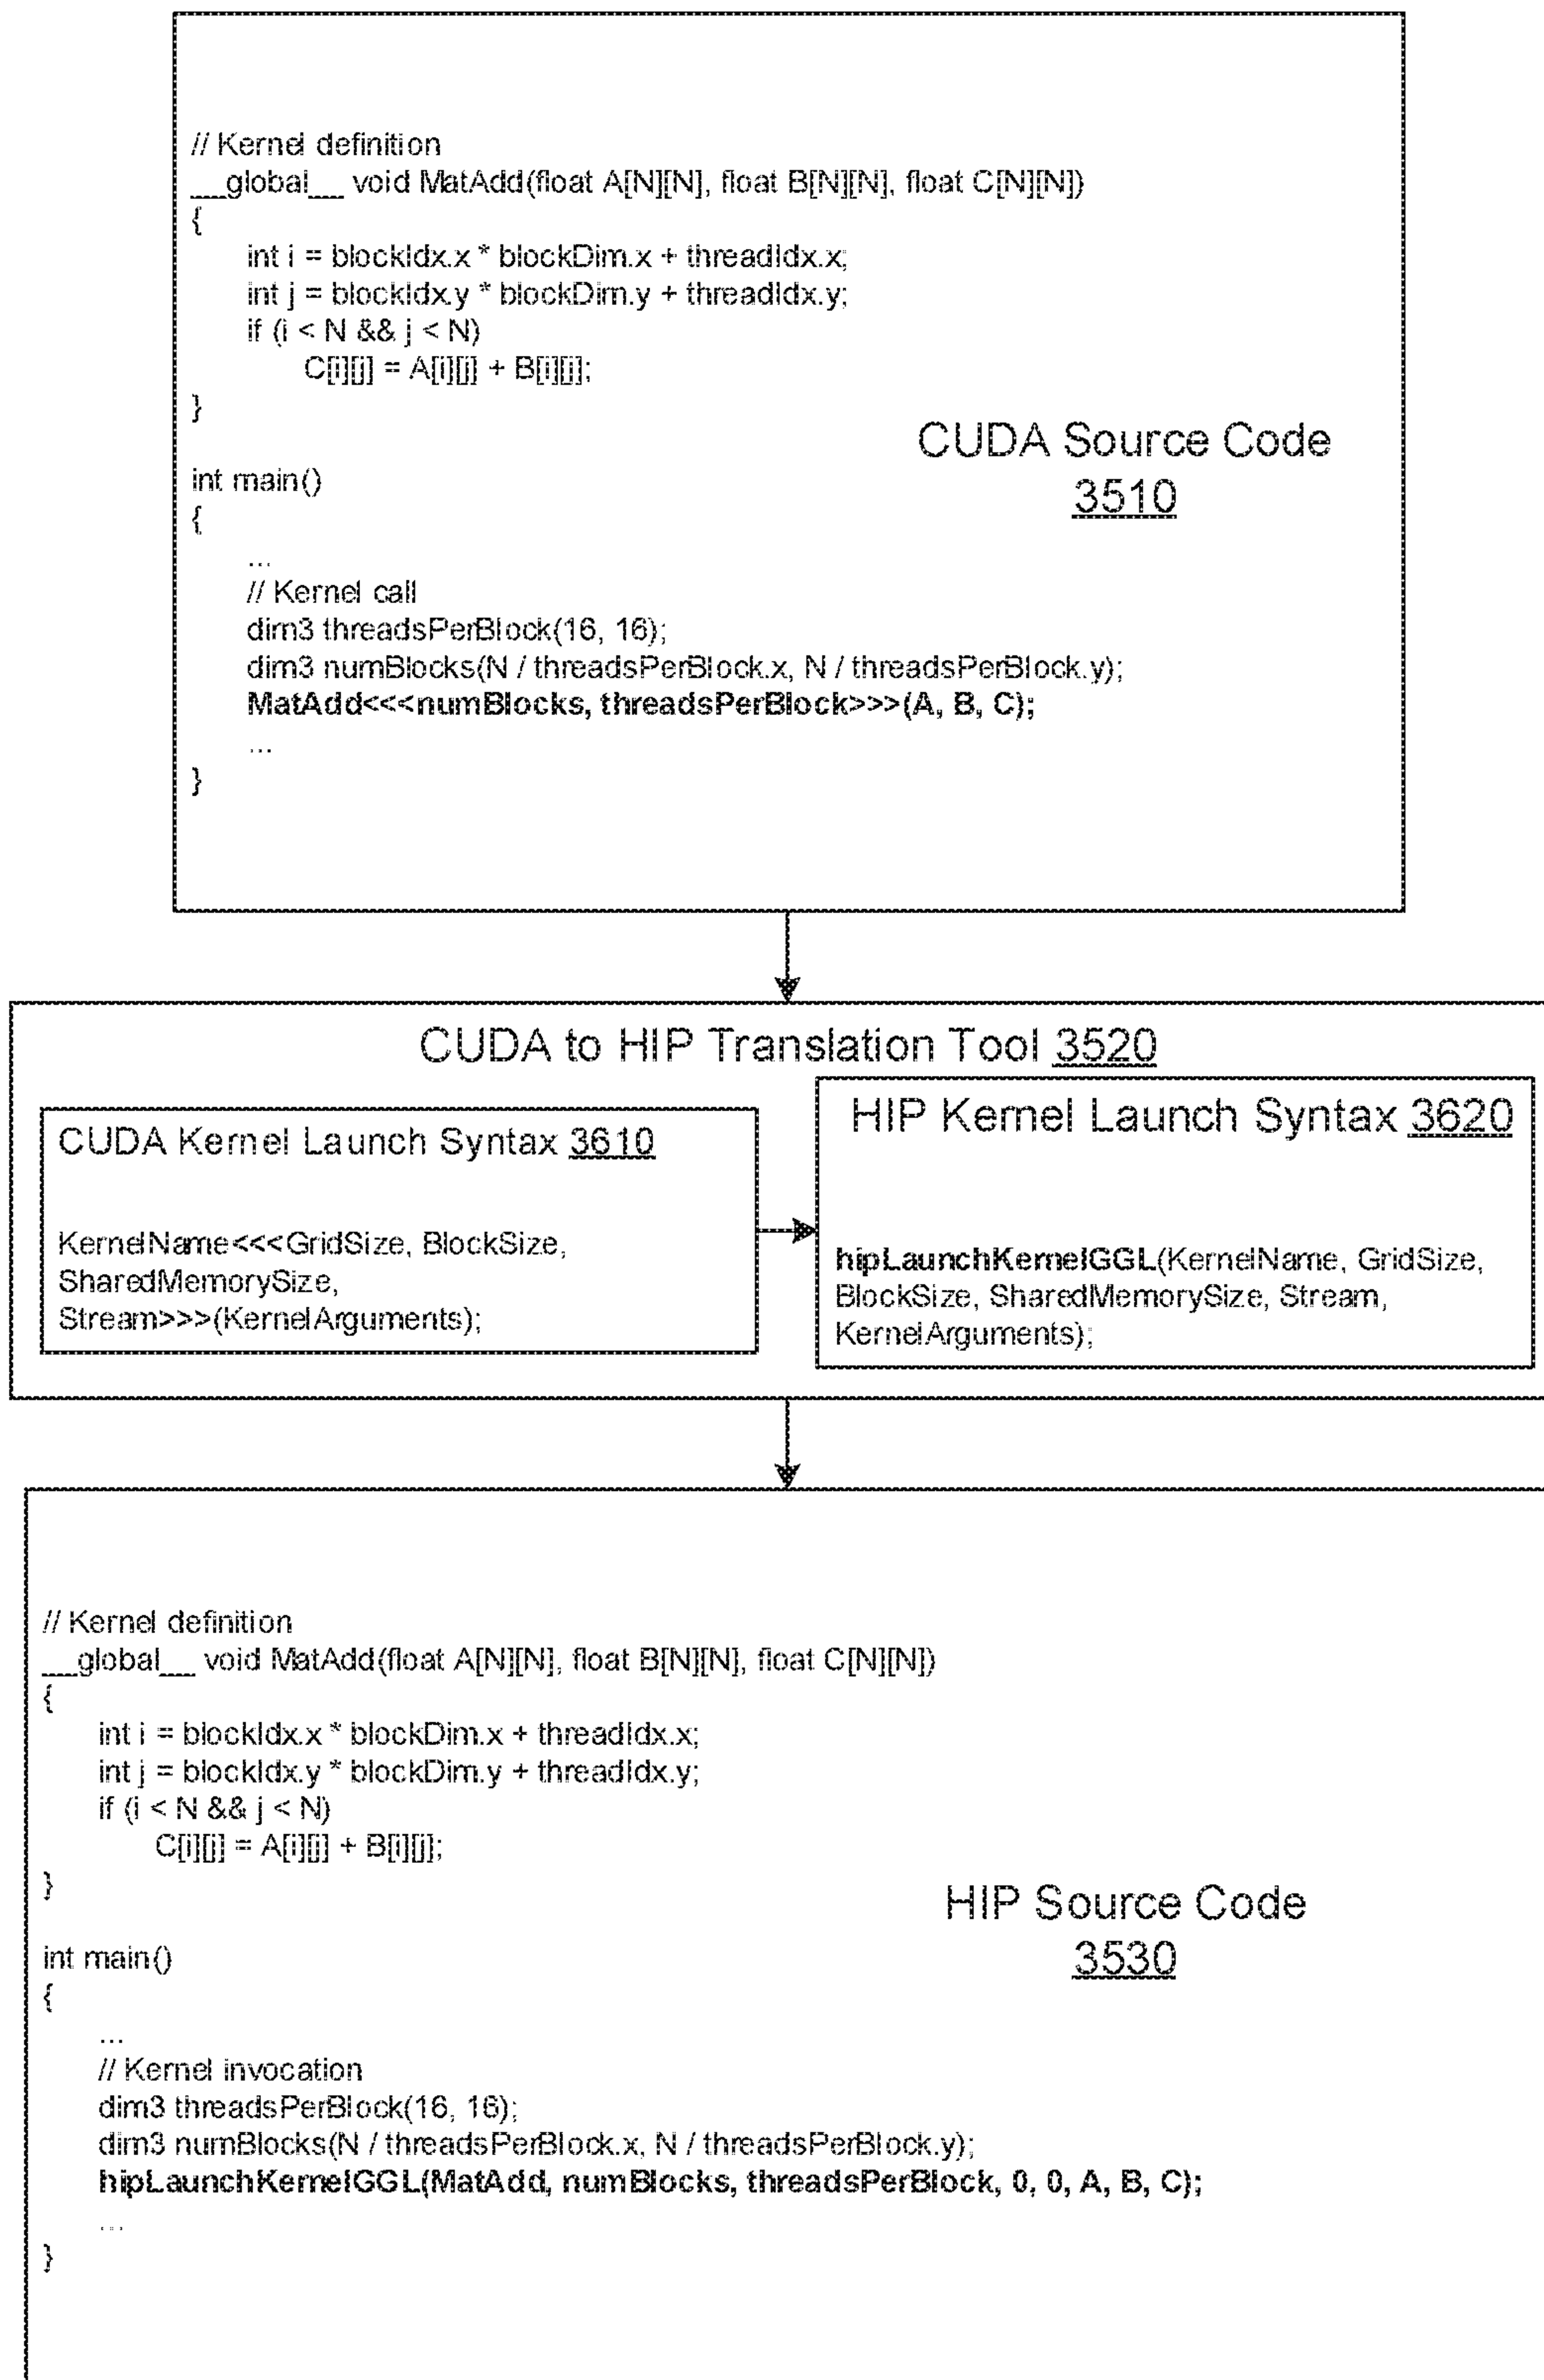 // Kernel definition
__global__ void MatAdd(float A[N][N], float B[N][N], float C[N][N])
{
int i = blockIdx.x * blockDim.x + threadIdx.x;
int j = blockIdx.y * blockDim.y + threadIdx.y;
if (i < N && j < N)
C[i][j] = A[i][j] + B[i][j];
}
CUDA Source Code
3510
int main()
{
...
// Kernel call
dim3 threadsPerBlock(16, 16);
dim3 numBlocks(N / threadsPerBlock.x, N / threadsPerBlock.y);
MatAdd<<<numBlocks, threadsPerBlock>>>(A, B, C);
...
}
CUDA to HIP Translation Tool 3520
CUDA Kernel Launch Syntax 3610
KernelName<<<GridSize, BlockSize,
SharedMemorySize,
Stream>>>(KernelArguments);
HIP Kernel Launch Syntax 3620
hipLaunchKernelGGL(KernelName, GridSize,
BlockSize, SharedMemorySize, Stream,
KernelArguments);
// Kernel definition
__global__ void MatAdd(float A[N][N], float B[N][N], float C[N][N])
{
int i = blockIdx.x * blockDim.x + threadIdx.x;
int j = blockIdx.y * blockDim.y + threadIdx.y;
if (i < N && j < N)
C[i][j] = A[i][j] + B[i][j];
}
HIP Source Code
3530
int main()
{
...
// Kernel invocation
dim3 threadsPerBlock(16, 16);
dim3 numBlocks(N / threadsPerBlock.x, N / threadsPerBlock.y);
hipLaunchKernelGGL(MatAdd, numBlocks, threadsPerBlock, 0, 0, A, B, C);
...
}